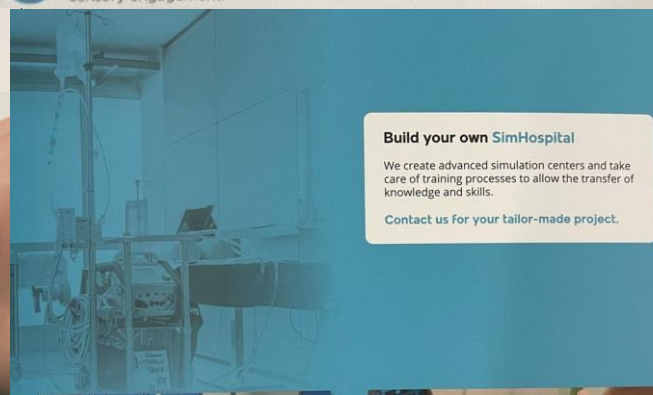 Build your own SimHospital
We create advanced simulation centers and take
care of training processes to allow the transfer of
knowledge and skills.
Contact us for your tailor-made project.